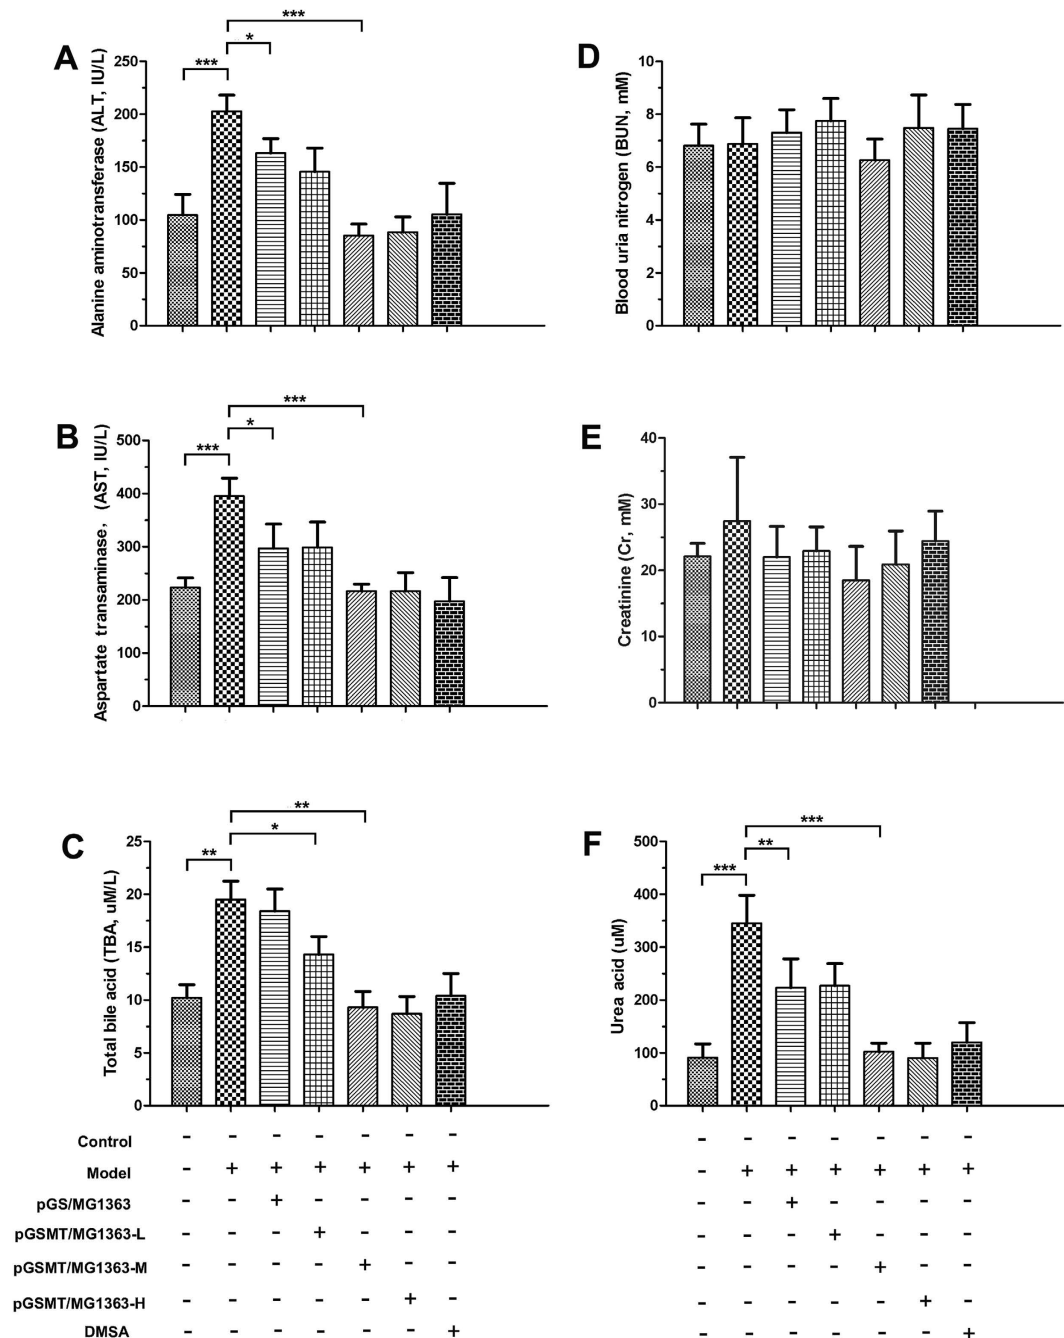 A
Alanine aminotransferase (ALT, IU/L)
250
200
150
100
50
0
***
*
***
D
Blood uria nitrogen (BUN, mM)
10
8
6
4
2
0
B
Aspartate transaminase, (AST, IU/L)
500
400
300
200
100
0
***
*
***
E
Creatinine (Cr, mM)
40
30
20
10
0
C
Total bile acid (TBA, uM/L)
25
20
15
10
5
0
**
*
**
F
Urea acid (uM)
500
400
300
200
100
0
***
**
***
Control - - - - - - - - - - - - - -
Model - + + + + + + - + + + + + +
pGS/MG1363 - - + - - - - - - + - - - -
pGSMT/MG1363-L - - - + - - - - - - + - - -
pGSMT/MG1363-M - - - - + - - - - - - + - -
pGSMT/MG1363-H - - - - - + - - - - - - + -
DMSA - - - - - - + - - - - - - +